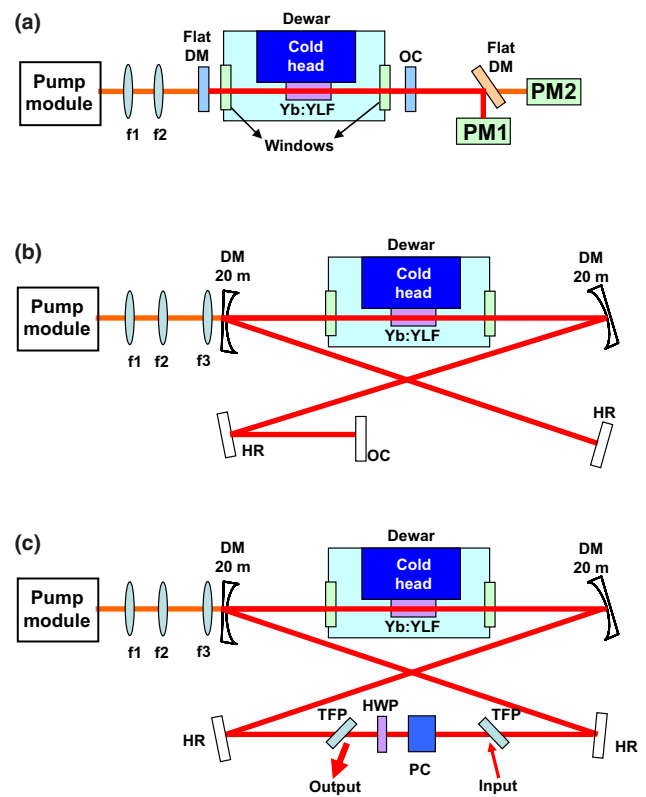 (a)
Dewar
Flat
DM
Cold
head
OC
Flat
DM
Pump
module
PM2
PM1
Yb:YLF
f1
f2
Windows
(b)
Dewar
DM
20 m
DM
20 m
Cold
head
Pump
module
Yb:YLF
f1
f2
f3
HR
HR
OC
(c)
Dewar
DM
20 m
DM
20 m
Cold
head
Pump
module
Yb:YLF
f1
f2
f3
HR
TFP
HWP
TFP
HR
PC
Output
Input